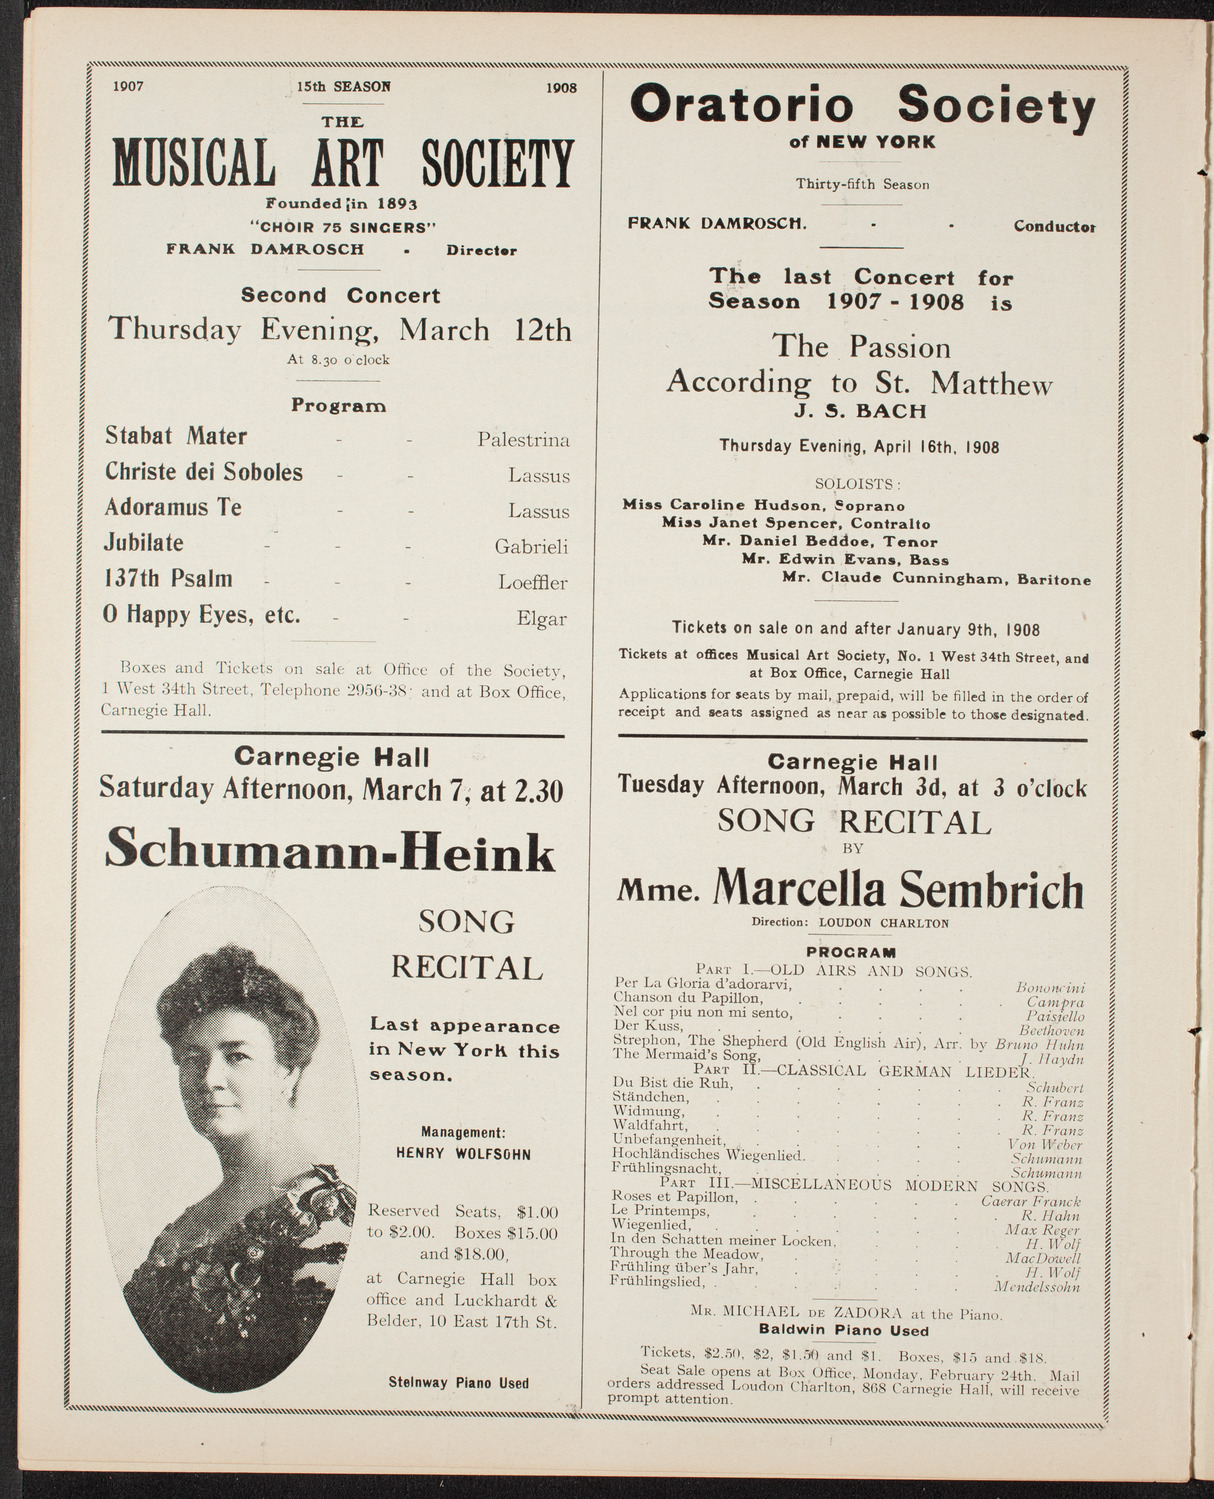 1907 15th SEASON 1908
THE
MUSICAL ART SOCIETY
Founded in 1893
"CHOIR 75 SINGERS"
FRANK DAMROSCH - Director
Second Concert
Thursday Evening, March 12th
At 8.30 o'clock
Program
Stabat Mater - - Palestrina
Christe dei Soboles - - Lassus
Adoramus Te - - Lassus
Jubilate - - - Gabrieli
137th Psalm - - - Loeffler
O Happy Eyes, etc. - - Elgar
Boxes and Tickets on sale at Office of the Society,
1 West 34th Street, Telephone 2956-38; and at Box Office,
Carnegie Hall.
Carnegie Hall
Saturday Afternoon, March 7, at 2.30
Schumann-Heink
SONG
RECITAL
Last appearance
in New York this
season.
Management:
HENRY WOLFSOHN
Reserved Seats, $1.00
to $2.00. Boxes $15.00
and $18.00,
at Carnegie Hall box
office and Luckhardt &
Belder, 10 East 17th St.
Steinway Piano Used
Oratorio Society
of NEW YORK
Thirty-fifth Season
FRANK DAMROSCH. - - Conductor
The last Concert for
Season 1907 - 1908 is
The Passion
According to St. Matthew
J. S. BACH
Thursday Evening, April 16th, 1908
SOLOISTS:
Miss Caroline Hudson, Soprano
Miss Janet Spencer, Contralto
Mr. Daniel Beddoe, Tenor
Mr. Edwin Evans, Bass
Mr. Claude Cunningham, Baritone
Tickets on sale on and after January 9th, 1908
Tickets at offices Musical Art Society, No. 1 West 34th Street, and
at Box Office, Carnegie Hall
Applications for seats by mail, prepaid, will be filled in the order of
receipt and seats assigned as near as possible to those designated.
Carnegie Hall
Tuesday Afternoon, March 3d, at 3 o'clock
SONG RECITAL
BY
Mme. Marcella Sembrich
Direction: LOUDON CHARLTON
PROGRAM
PART I.—OLD AIRS AND SONGS.
Per La Gloria d'adorarvi, . . . . Bononcini
Chanson du Papillon, . . . . . Campra
Nel cor piu non mi sento, . . . . Paisiello
Der Kuss, . . . . . . Beethoven
Strephon, The Shepherd (Old English Air), Arr. by Bruno Huhn
The Mermaid's Song, . . . . . J. Haydn
PART II.—CLASSICAL GERMAN LIEDER.
Du Bist die Ruh, . . . . . Schubert
Ständchen, . . . . . . R. Franz
Widmung, . . . . . . R. Franz
Waldfahrt, . . . . . . R. Franz
Unbefangenheit, . . . . . Von Weber
Hochländisches Wiegenlied. . . . . Schumann
Frühlingsnacht, . . . . . Schumann
PART III.—MISCELLANEOUS MODERN SONGS.
Roses et Papillon, . . . . . Caerar Franck
Le Printemps, . . . . . R. Hahn
Wiegenlied, . . . . . . Max Reger
In den Schatten meiner Locken, . . . . H. Wolf
Through the Meadow, . . . . MacDowell
Frühling über's Jahr, . . . . . H. Wolf
Frühlingslied, . . . . . Mendelssohn
MR. MICHAEL DE ZADORA at the Piano.
Baldwin Piano Used
Tickets, $2.50, $2, $1.50 and $1. Boxes, $15 and $18.
Seat Sale opens at Box Office, Monday, February 24th. Mail
orders addressed Loudon Charlton, 868 Carnegie Hall, will receive
prompt attention.